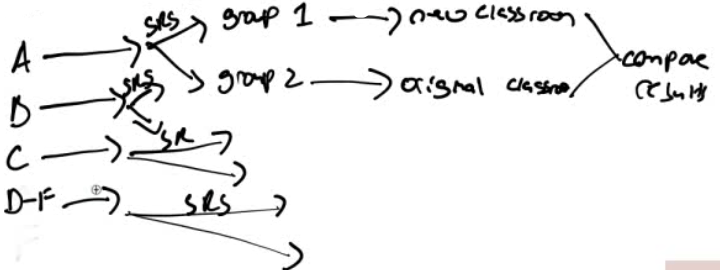 A SRS group 1 new classroom
group 2 original classroom
compare results
B SRS
C SR
D-F SRS